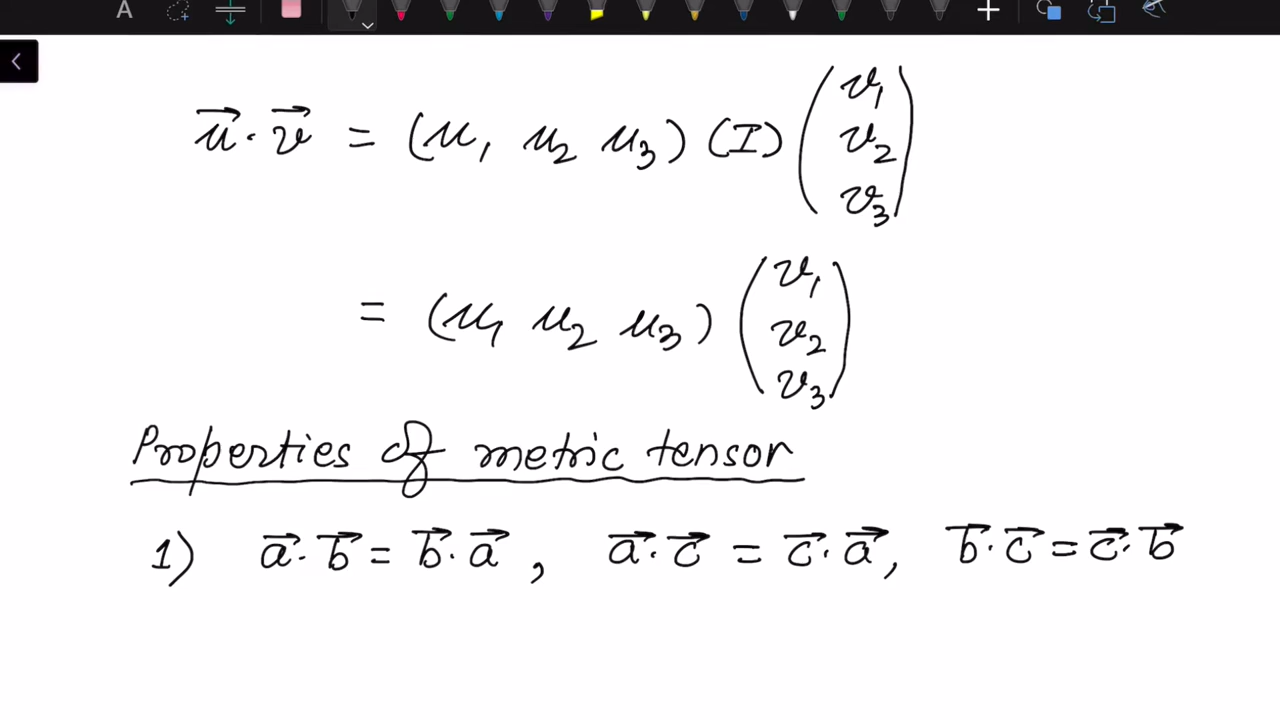 A
<
u⃗ · v⃗ = (u₁ u₂ u₃) (I) (v₁ v₂ v₃)
= (u₁ u₂ u₃) (v₁ v₂ v₃)
Properties of metric tensor
1) a⃗ · b⃗ = b⃗ · a⃗ , a⃗ · c⃗ = c⃗ · a⃗ , b⃗ · c⃗ = c⃗ · b⃗